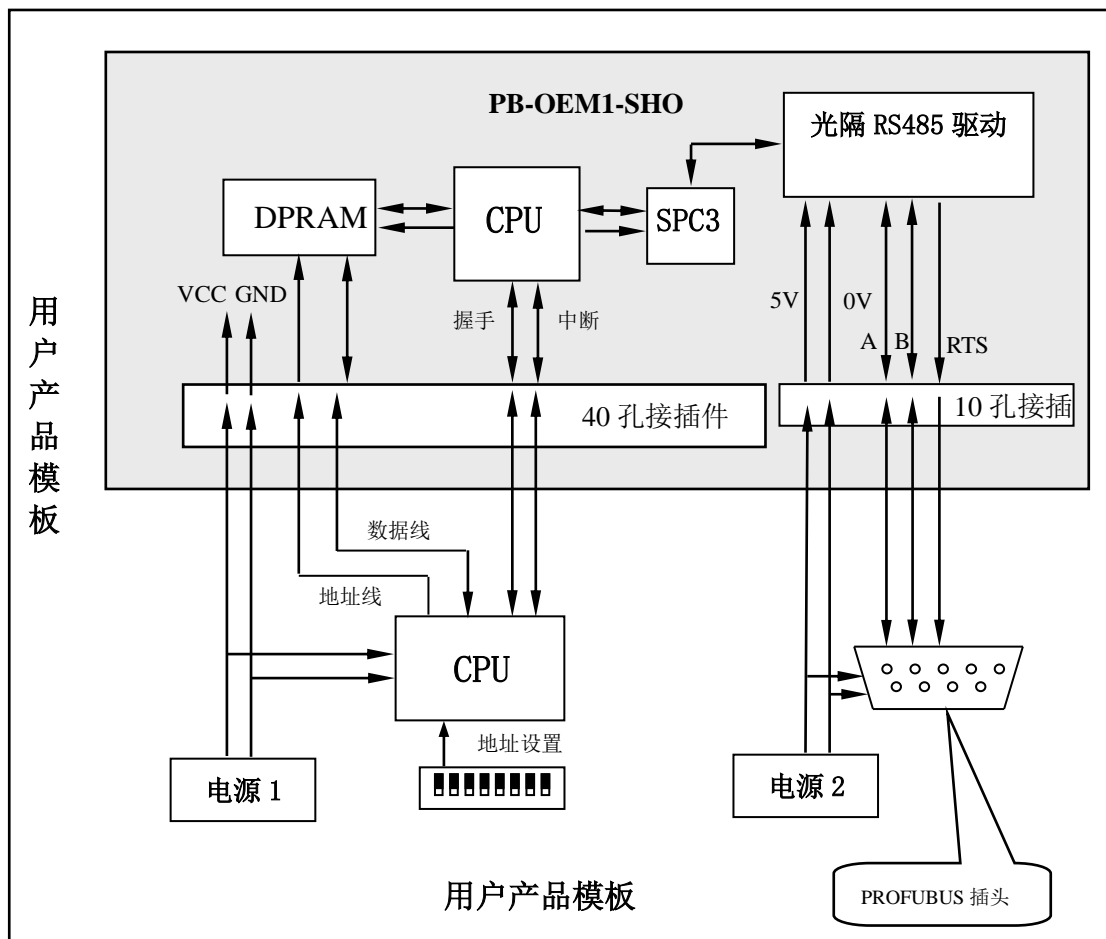 PB-OEM1-SHO
光隔 RS485 驱动
DPRAM
CPU
SPC3
VCC GND
握手
中断
5V
0V
A
B
RTS
40 孔接插件
10 孔接插
用户产品模板
数据线
地址线
CPU
地址设置
电源 1
电源 2
PROFUBUS 插头
用户产品模板